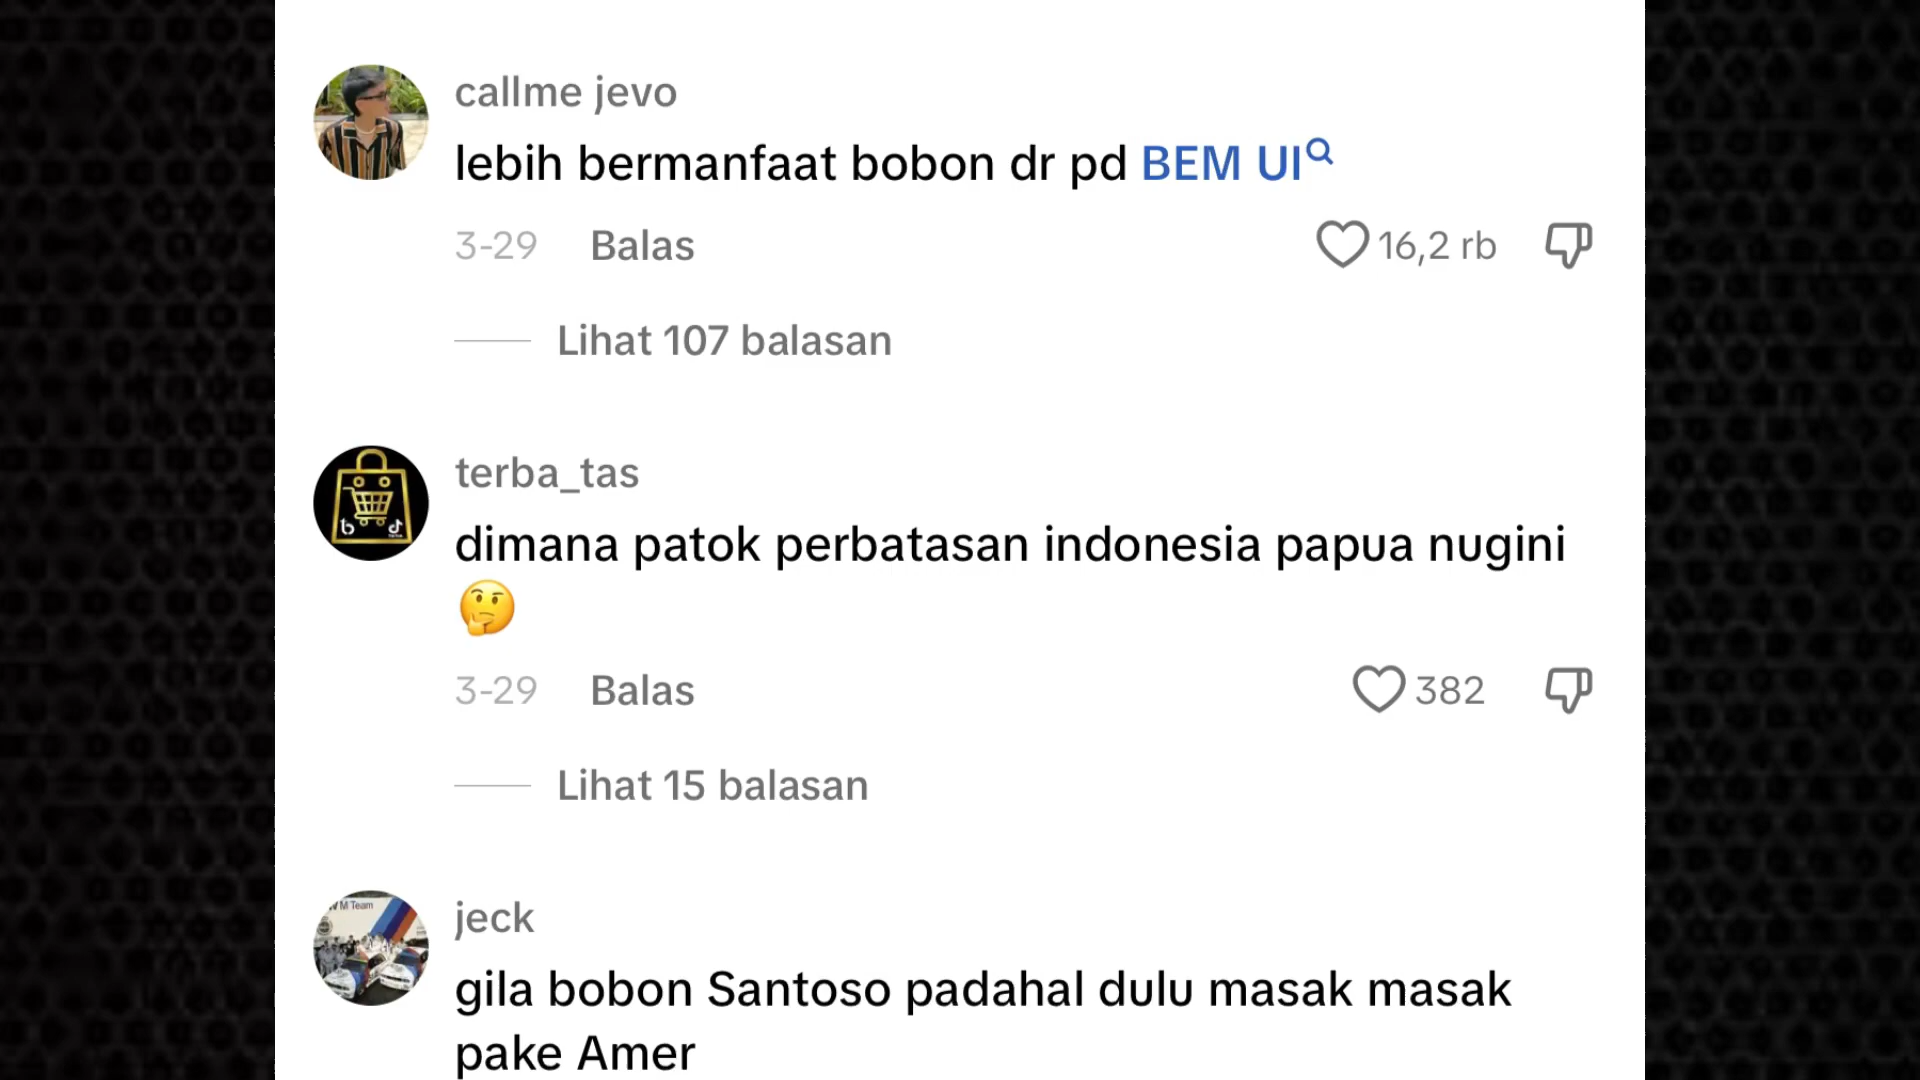 callme jevo
lebih bermanfaat bobon dr pd BEM UI
3-29 Balas 16,2 rb
Lihat 107 balasan
terba_tas
dimana patok perbatasan indonesia papua nugini
🤔
3-29 Balas 382
Lihat 15 balasan
M Team
jeck
gila bobon Santoso padahal dulu masak masak
pake Amer